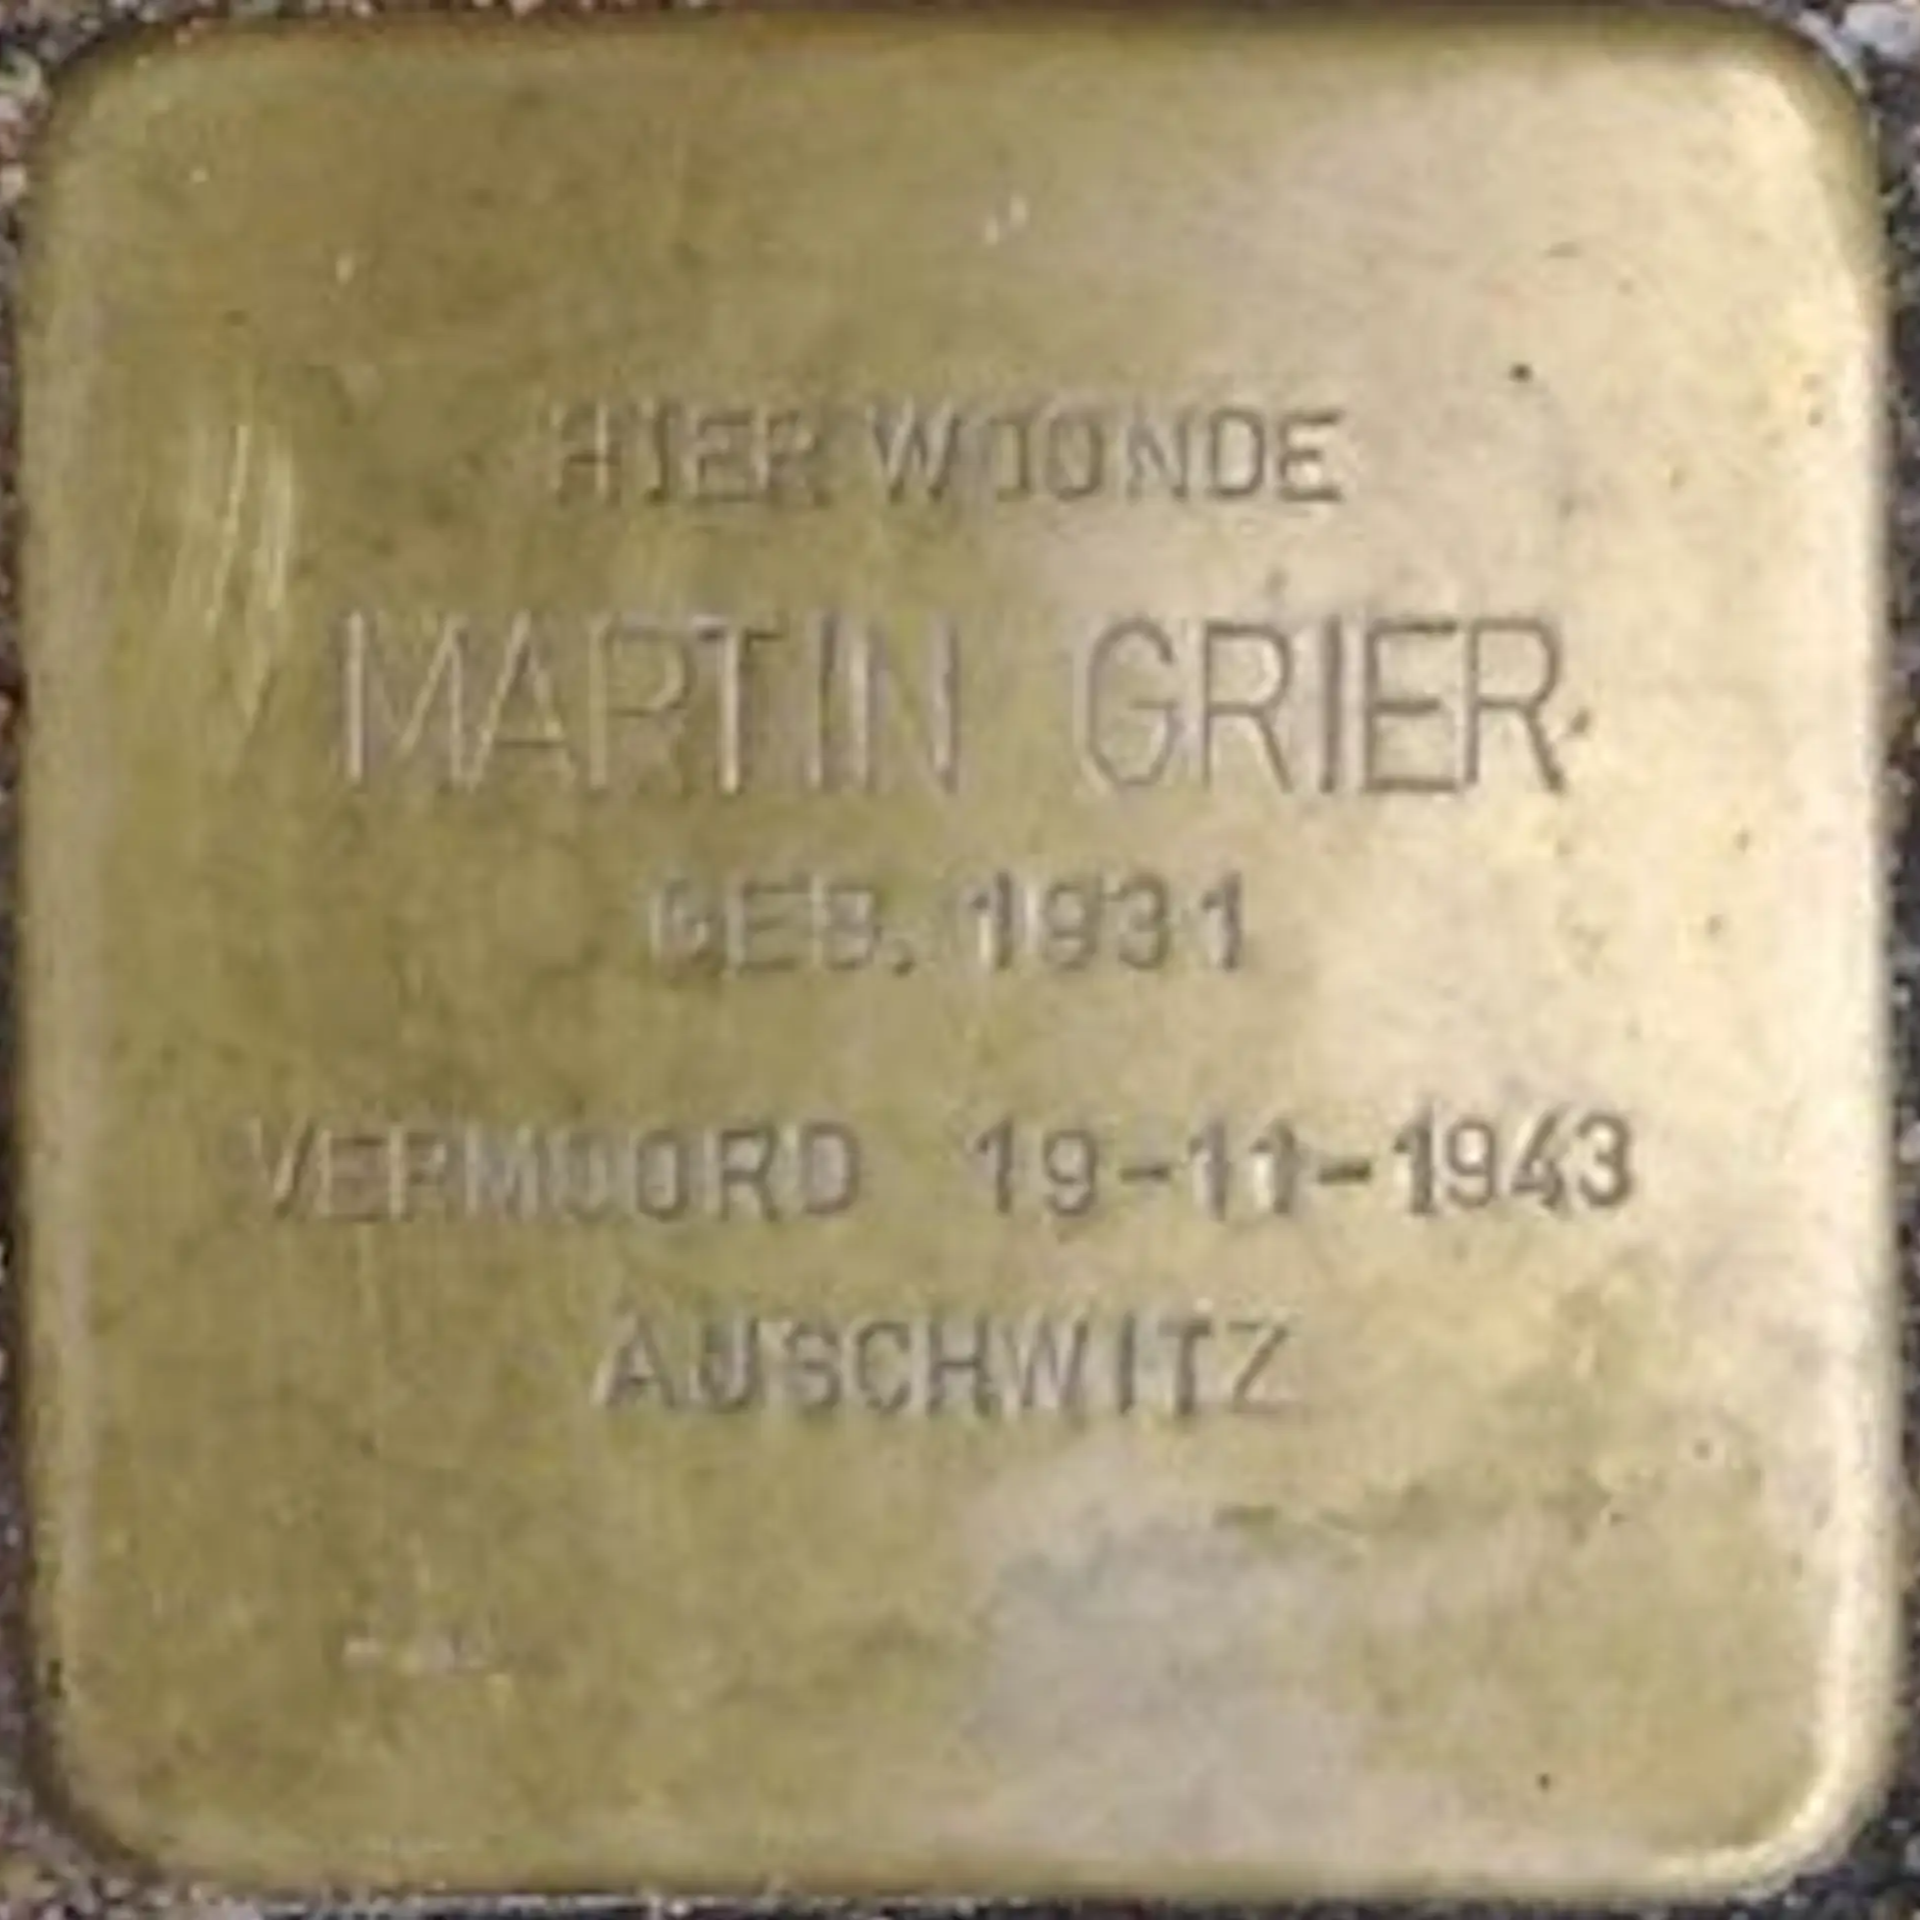 HIER WOONDE
MARTIN GRIER
GEB. 1931
VERMOORD 19-11-1943
AUSCHWITZ